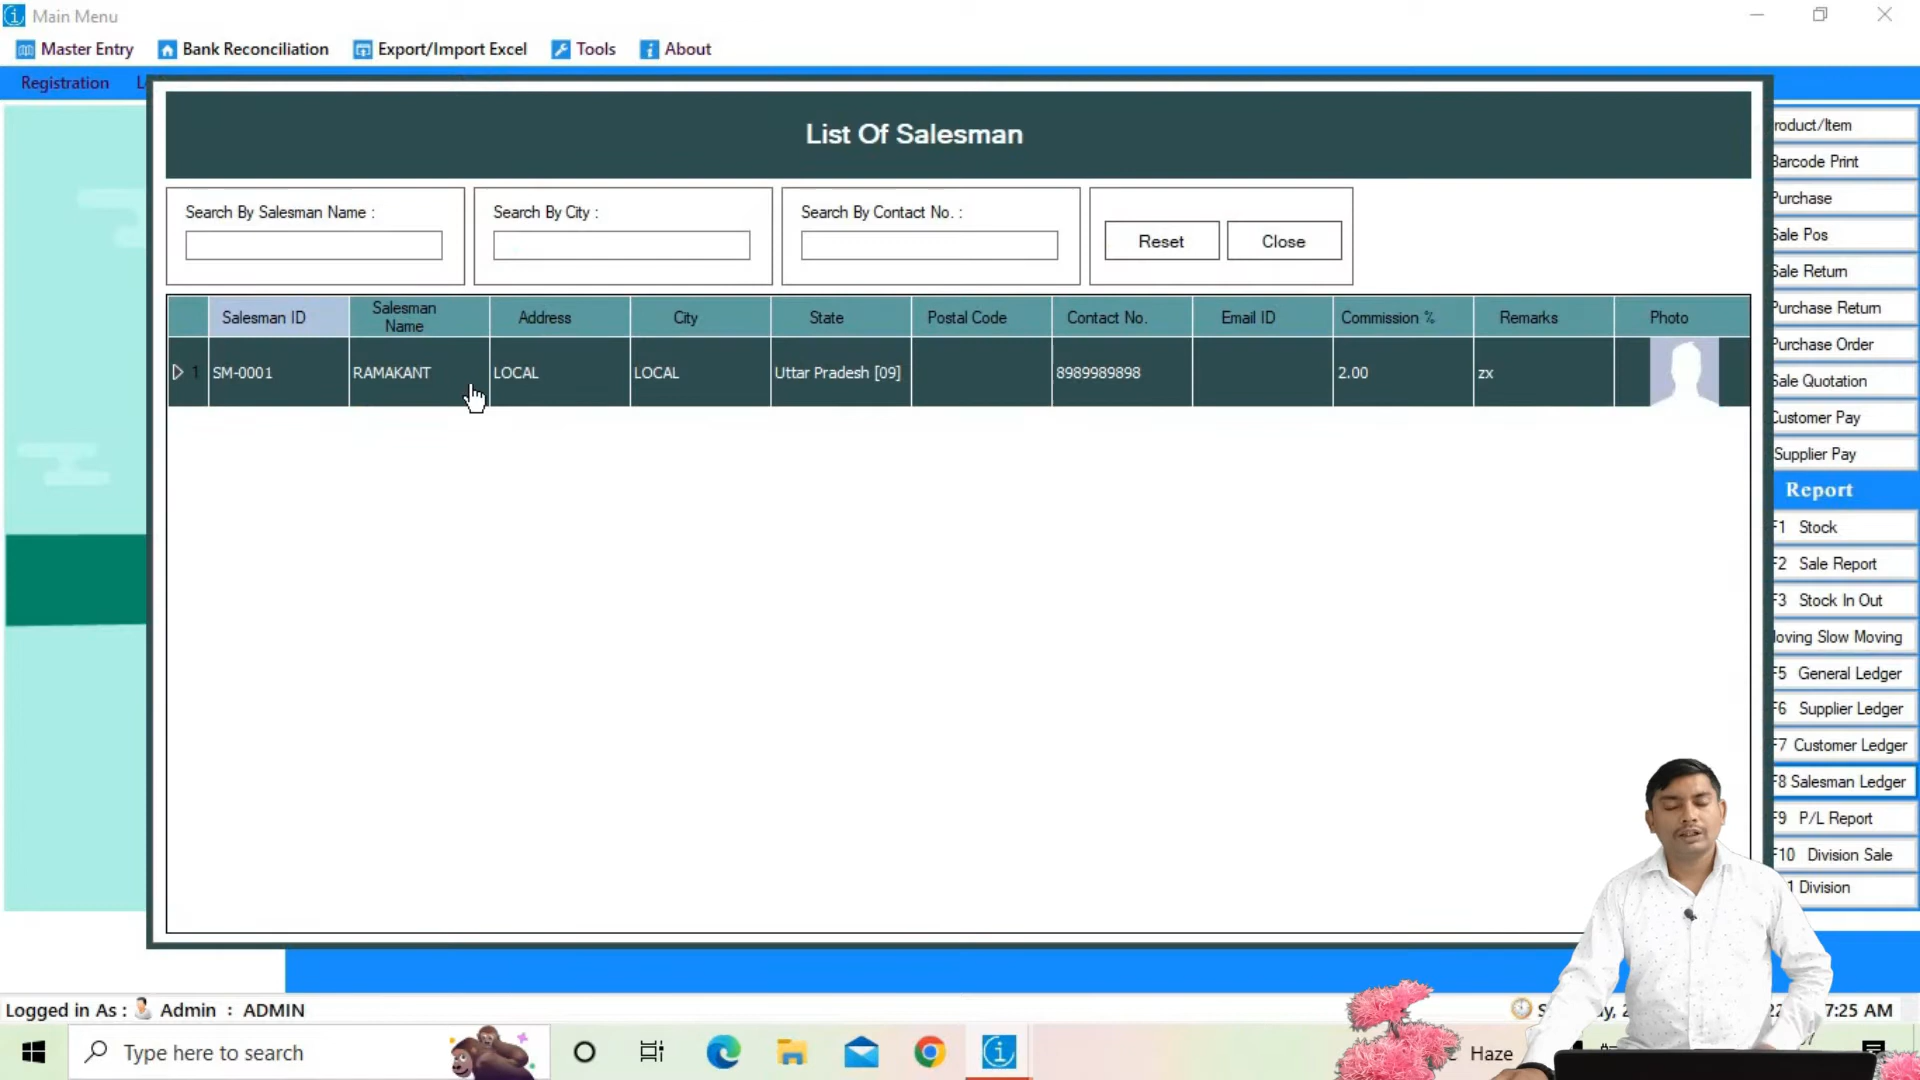 Main Menu
Master Entry Bank Reconciliation Export/Import Excel Tools About
Registration
List Of Salesman
Search By Salesman Name :
Search By City :
Search By Contact No. :
Reset Close
Salesman ID Salesman Name Address City State Postal Code Contact No. Email ID Commission % Remarks Photo
1 SM-0001 RAMAKANT LOCAL LOCAL Uttar Pradesh [09] 8989989898 2.00 zx
roduct/Item
Barcode Print
Purchase
Sale Pos
Sale Return
Purchase Return
Purchase Order
Sale Quotation
Customer Pay
Supplier Pay
Report
F1 Stock
F2 Sale Report
F3 Stock In Out
oving Slow Moving
F5 General Ledger
F6 Supplier Ledger
F7 Customer Ledger
F8 Salesman Ledger
F9 P/L Report
F10 Division Sale
1 Division
Logged in As : Admin : ADMIN
7:25 AM
Type here to search
Haze